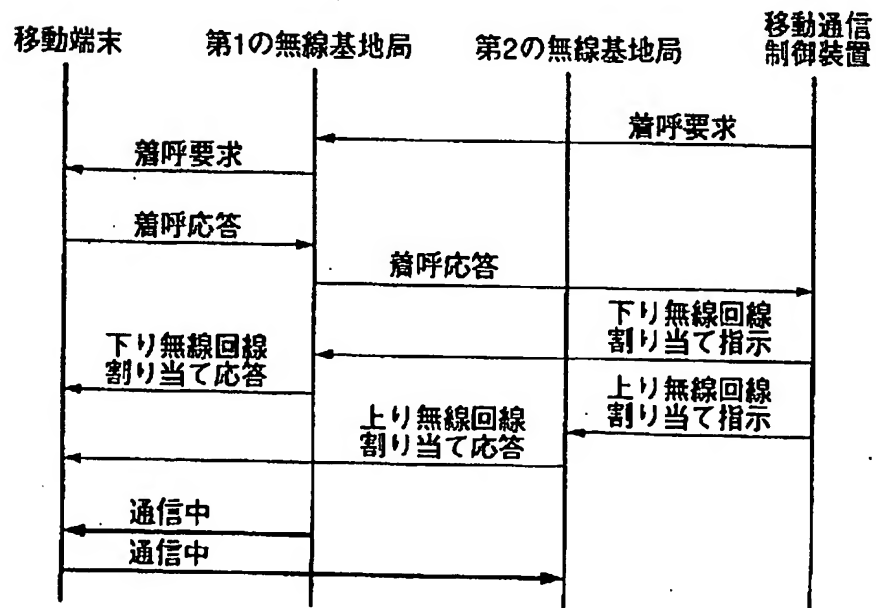 移動端末
第1の無線基地局
第2の無線基地局
移動通信
制御装置
着呼要求
着呼要求
着呼応答
着呼応答
下り無線回線
割り当て指示
下り無線回線
割り当て応答
上り無線回線
割り当て指示
上り無線回線
割り当て応答
通信中
通信中